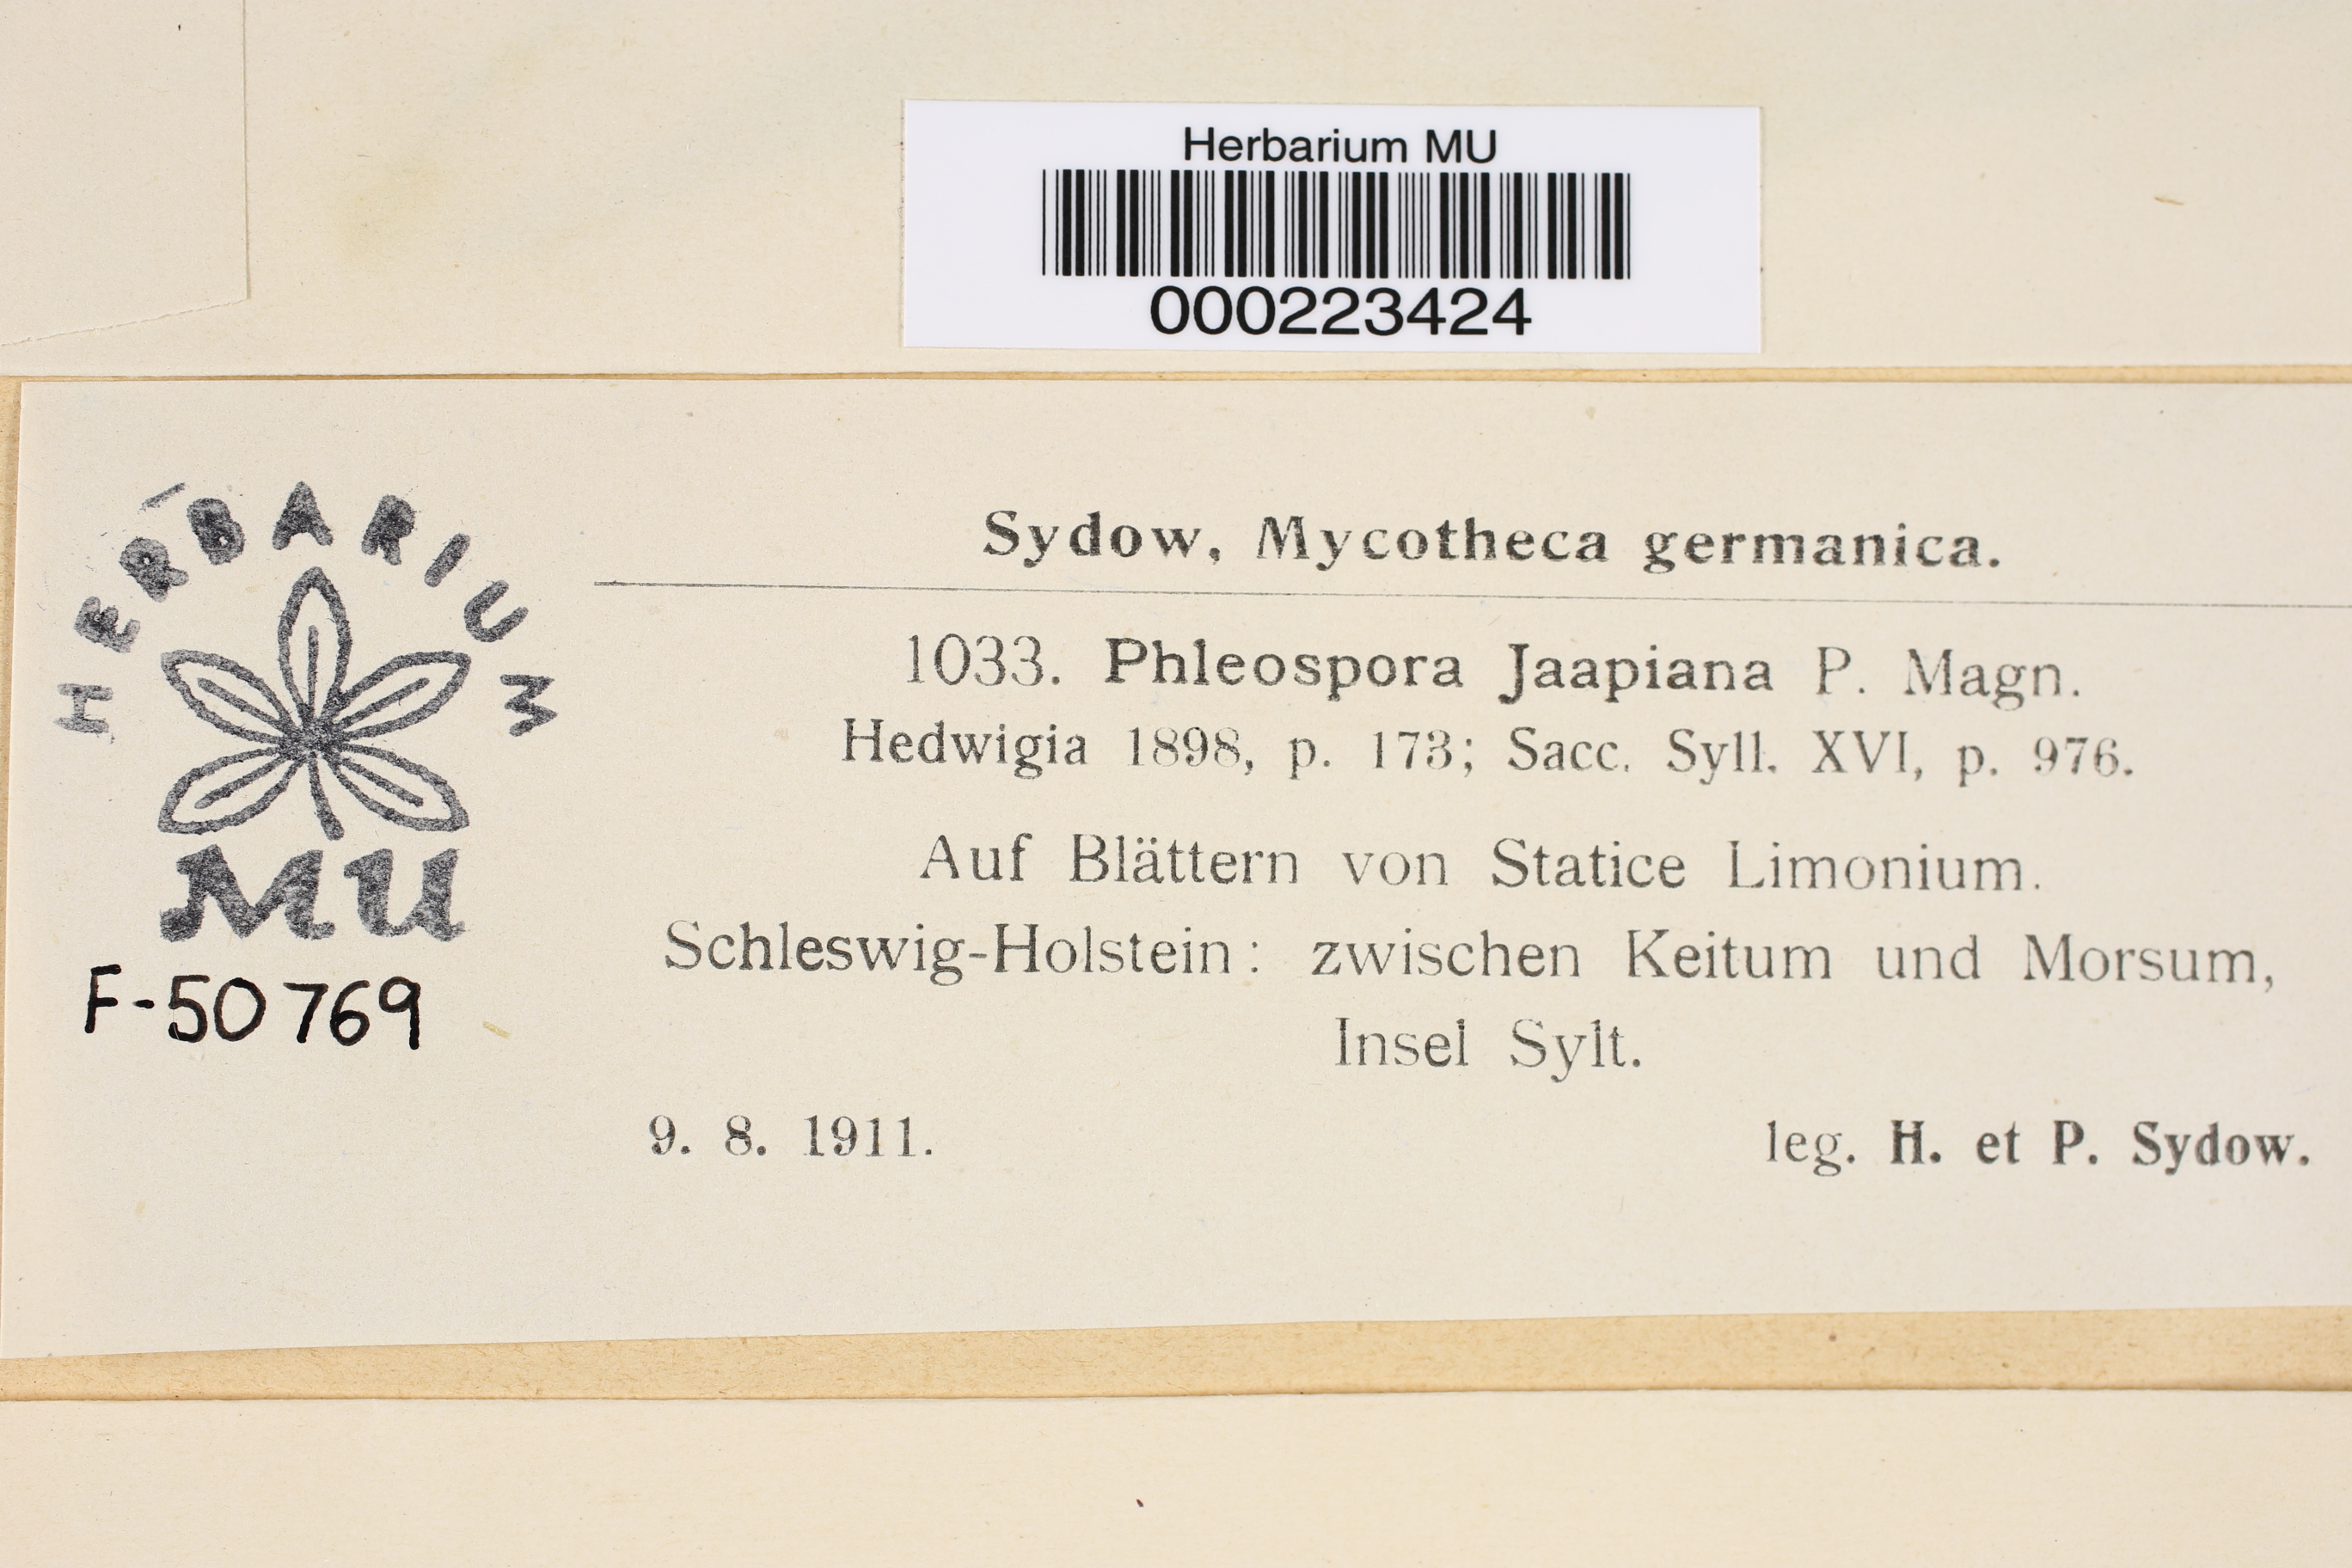 Herbarium MU
000223424
HERBARIUM
MU
F-50769
Sydow, Mycotheca germanica.
1033. Phleospora Jaapiana P. Magn.
Hedwigia 1898, p. 173; Sacc. Syll. XVI, p. 976.
Auf Blättern von Statice Limonium.
Schleswig-Holstein: zwischen Keitum und Morsum,
Insel Sylt.
9. 8. 1911. leg. H. et P. Sydow.